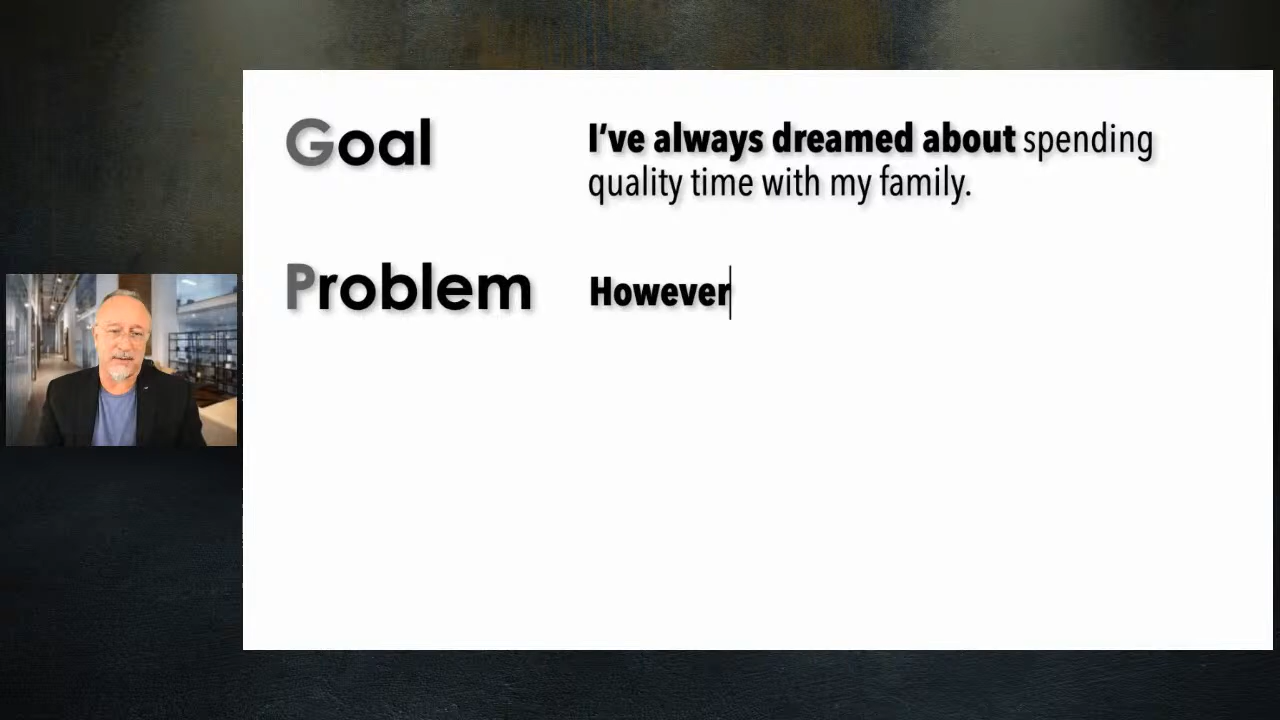 Goal
I've always dreamed about spending
quality time with my family.
Problem
However